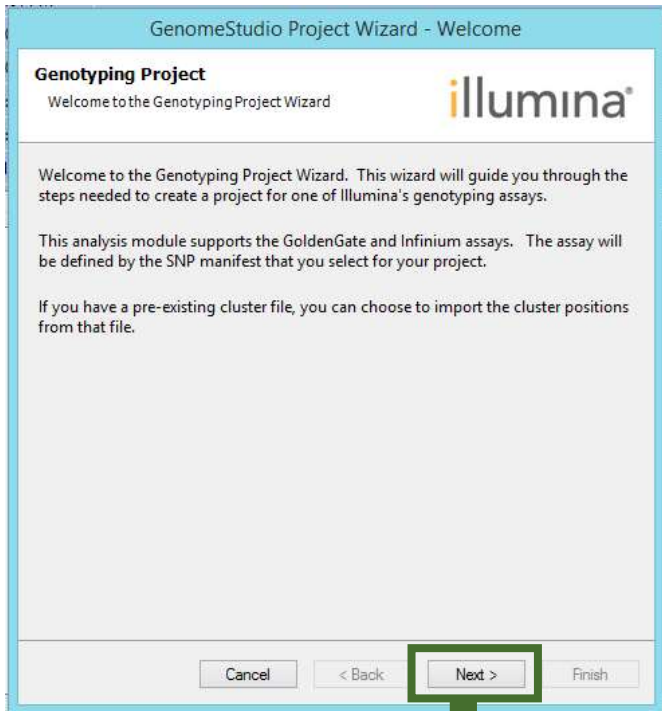 GenomeStudio Project Wizard - Welcome
Genotyping Project
Welcome to the Genotyping Project Wizard
illumina®
Welcome to the Genotyping Project Wizard. This wizard will guide you through the
steps needed to create a project for one of Illumina's genotyping assays.
This analysis module supports the GoldenGate and Infinium assays. The assay will
be defined by the SNP manifest that you select for your project.
If you have a pre-existing cluster file, you can choose to import the cluster positions
from that file.
Cancel < Back Next > Finish